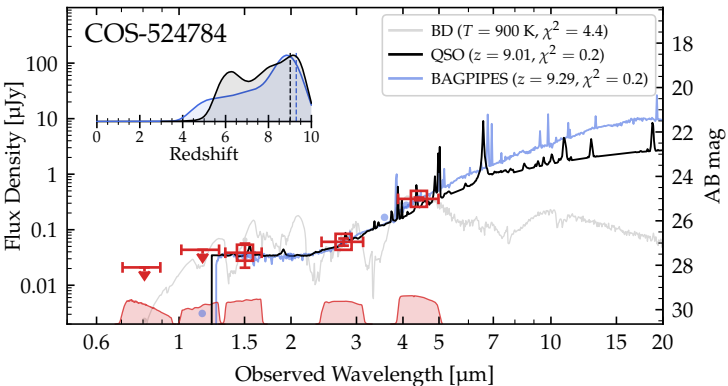 COS-524784
BD (T = 900 K, χ² = 4.4)
QSO (z = 9.01, χ² = 0.2)
BAGPIPES (z = 9.29, χ² = 0.2)
0 2 4 6 8 10
Redshift
100
10
1
0.1
0.01
Flux Density [µJy]
18
20
22
24
26
28
30
AB mag
0.6 1 2 3 4 5 6 7 8 10 15 20
Observed Wavelength [µm]